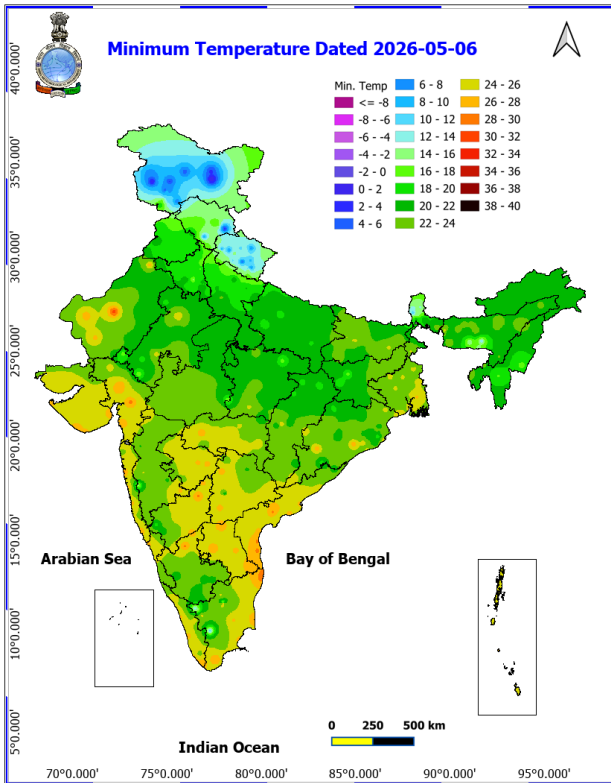 Minimum Temperature Dated 2026-05-06
Min. Temp
<= -8
-8 - -6
-6 - -4
-4 - -2
-2 - 0
0 - 2
2 - 4
4 - 6
6 - 8
8 - 10
10 - 12
12 - 14
14 - 16
16 - 18
18 - 20
20 - 22
22 - 24
24 - 26
26 - 28
28 - 30
30 - 32
32 - 34
34 - 36
36 - 38
38 - 40
40°0.000'
35°0.000'
30°0.000'
25°0.000'
20°0.000'
15°0.000'
10°0.000'
5°0.000'
Arabian Sea
Bay of Bengal
0 250 500 km
Indian Ocean
70°0.000' 75°0.000' 80°0.000' 85°0.000' 90°0.000' 95°0.000'